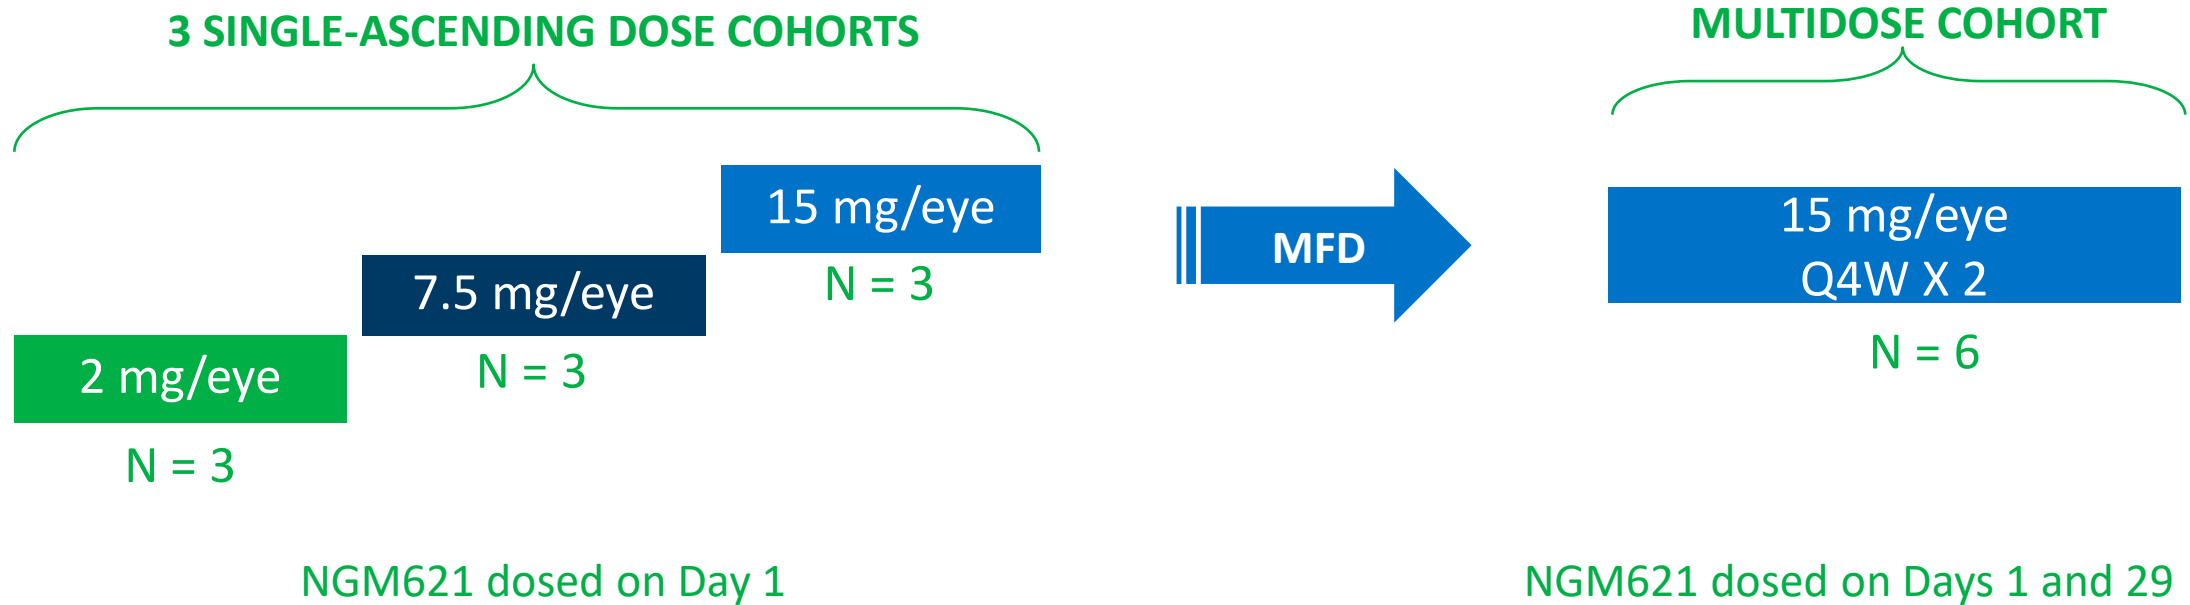 3 SINGLE-ASCENDING DOSE COHORTS
2 mg/eye
N = 3
7.5 mg/eye
N = 3
15 mg/eye
N = 3
NGM621 dosed on Day 1
MFD
MULTIDOSE COHORT
15 mg/eye
Q4W X 2
N = 6
NGM621 dosed on Days 1 and 29